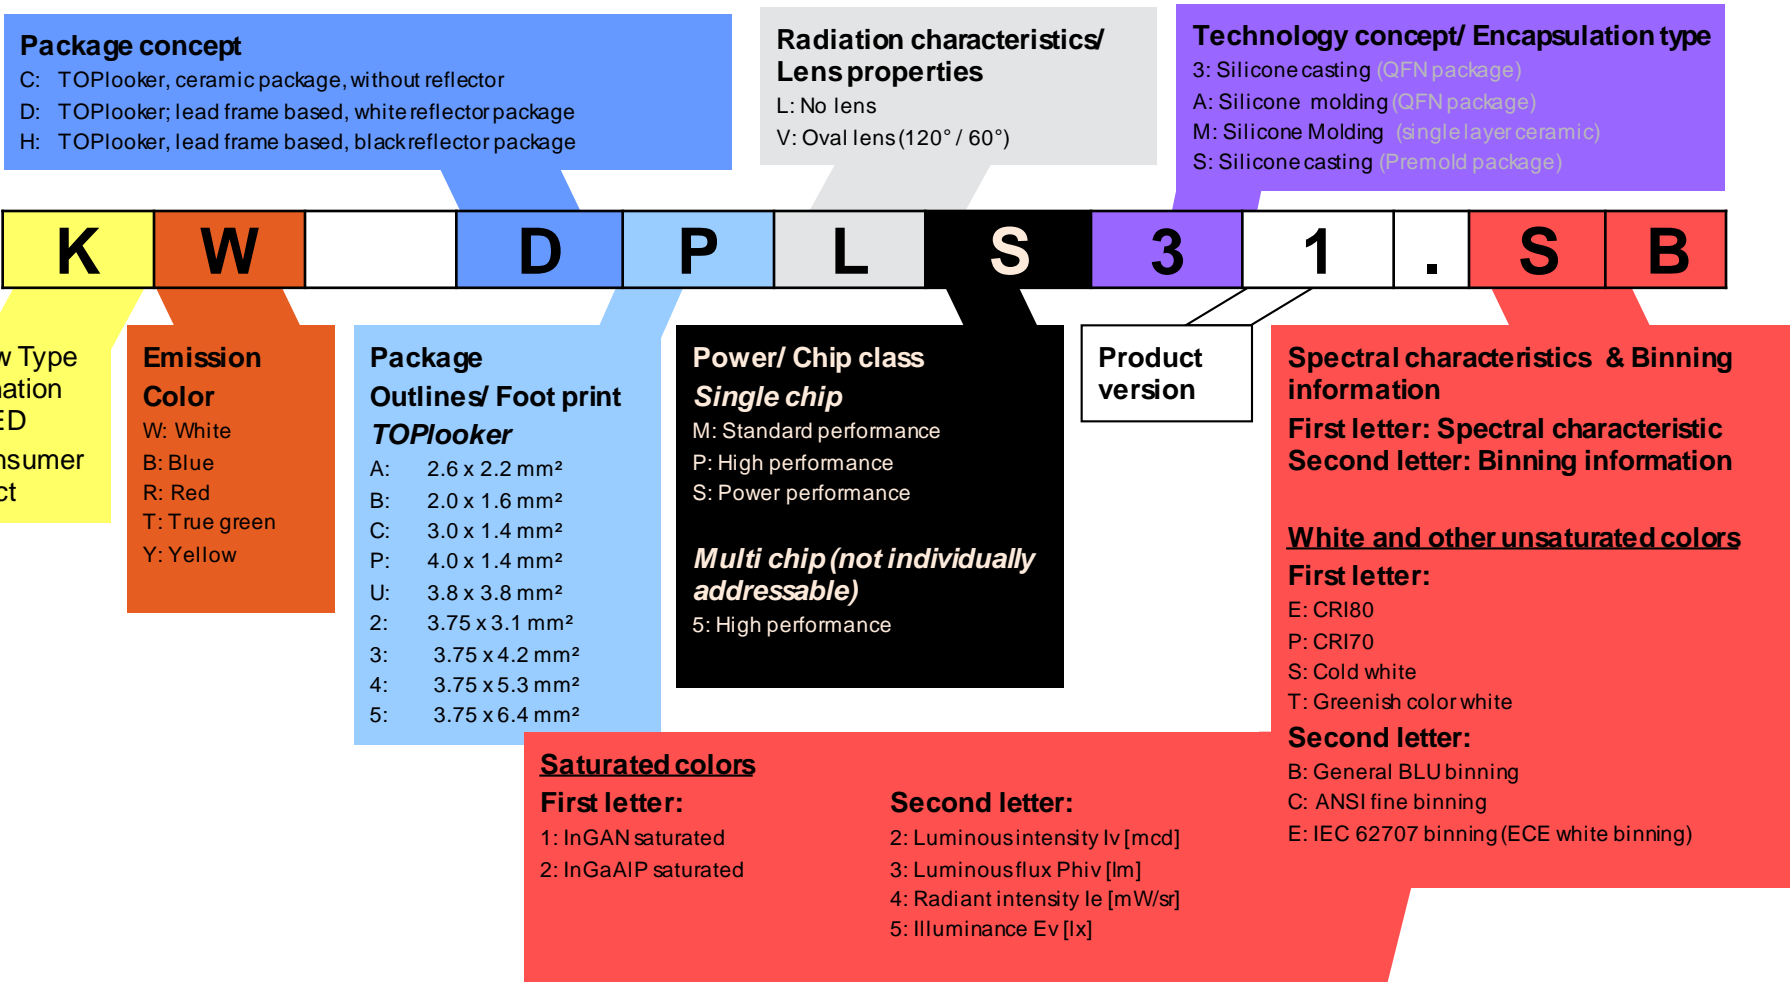 Package concept
C: TOPlooker, ceramic package, without reflector
D: TOPlooker; lead frame based, white reflector package
H: TOPlooker, lead frame based, black reflector package
Radiation characteristics/
Lens properties
L: No lens
V: Oval lens (120° / 60°)
Technology concept/ Encapsulation type
3: Silicone casting (QFN package)
A: Silicone molding (QFN package)
M: Silicone Molding (single layer ceramic)
S: Silicone casting (Premold package)
K W D P L S 3 1 . S B
Type
Emission
Color
W: White
B: Blue
R: Red
T: True green
Y: Yellow
Package
Outlines/ Foot print
TOPlooker
A: 2.6 x 2.2 mm²
B: 2.0 x 1.6 mm²
C: 3.0 x 1.4 mm²
P: 4.0 x 1.4 mm²
U: 3.8 x 3.8 mm²
2: 3.75 x 3.1 mm²
3: 3.75 x 4.2 mm²
4: 3.75 x 5.3 mm²
5: 3.75 x 6.4 mm²
Power/ Chip class
Single chip
M: Standard performance
P: High performance
S: Power performance
Multi chip (not individually
addressable)
5: High performance
Product
version
Spectral characteristics & Binning
information
First letter: Spectral characteristic
Second letter: Binning information
White and other unsaturated colors
First letter:
E: CRI80
P: CRI70
S: Cold white
T: Greenish color white
Second letter:
B: General BLU binning
C: ANSI fine binning
E: IEC 62707 binning (ECE white binning)
Saturated colors
First letter:
1: InGAN saturated
2: InGaAlP saturated
Second letter:
2: Luminous intensity Iv [mcd]
3: Luminous flux Phiv [lm]
4: Radiant intensity Ie [mW/sr]
5: Illuminance Ev [lx]